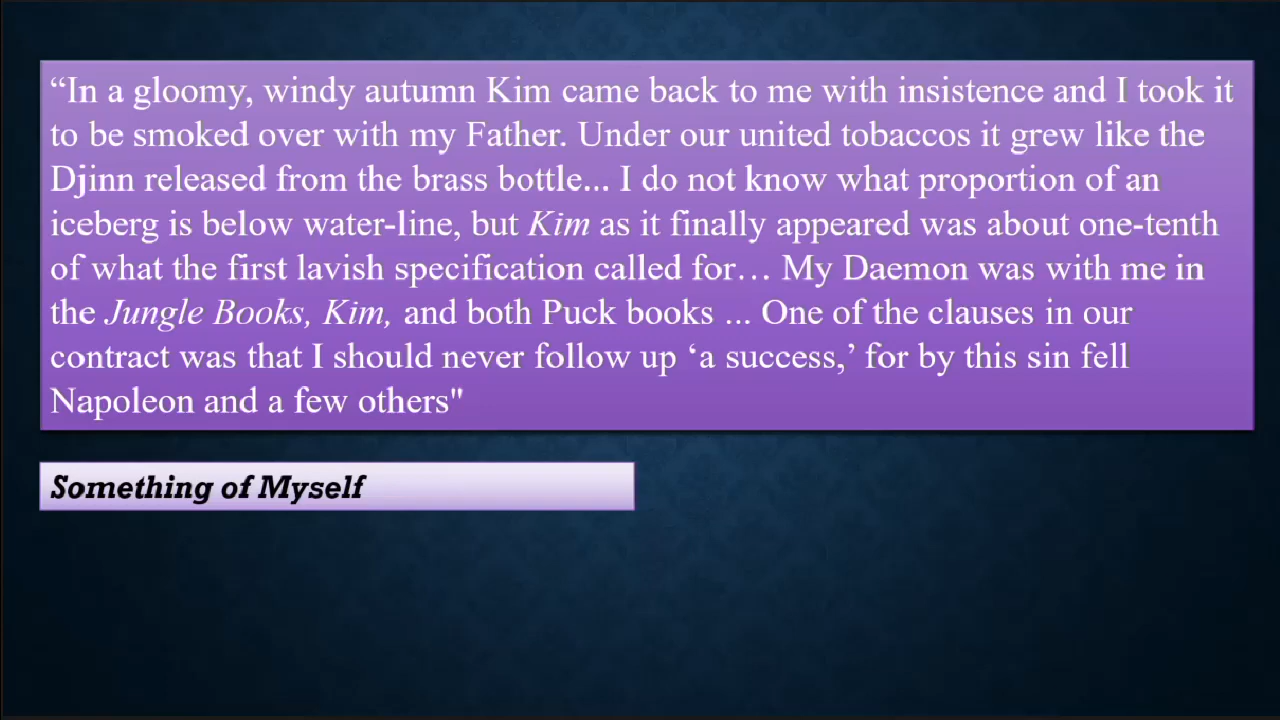 “In a gloomy, windy autumn Kim came back to me with insistence and I took it
to be smoked over with my Father. Under our united tobaccos it grew like the
Djinn released from the brass bottle... I do not know what proportion of an
iceberg is below water-line, but Kim as it finally appeared was about one-tenth
of what the first lavish specification called for… My Daemon was with me in
the Jungle Books, Kim, and both Puck books ... One of the clauses in our
contract was that I should never follow up ‘a success,’ for by this sin fell
Napoleon and a few others"
Something of Myself